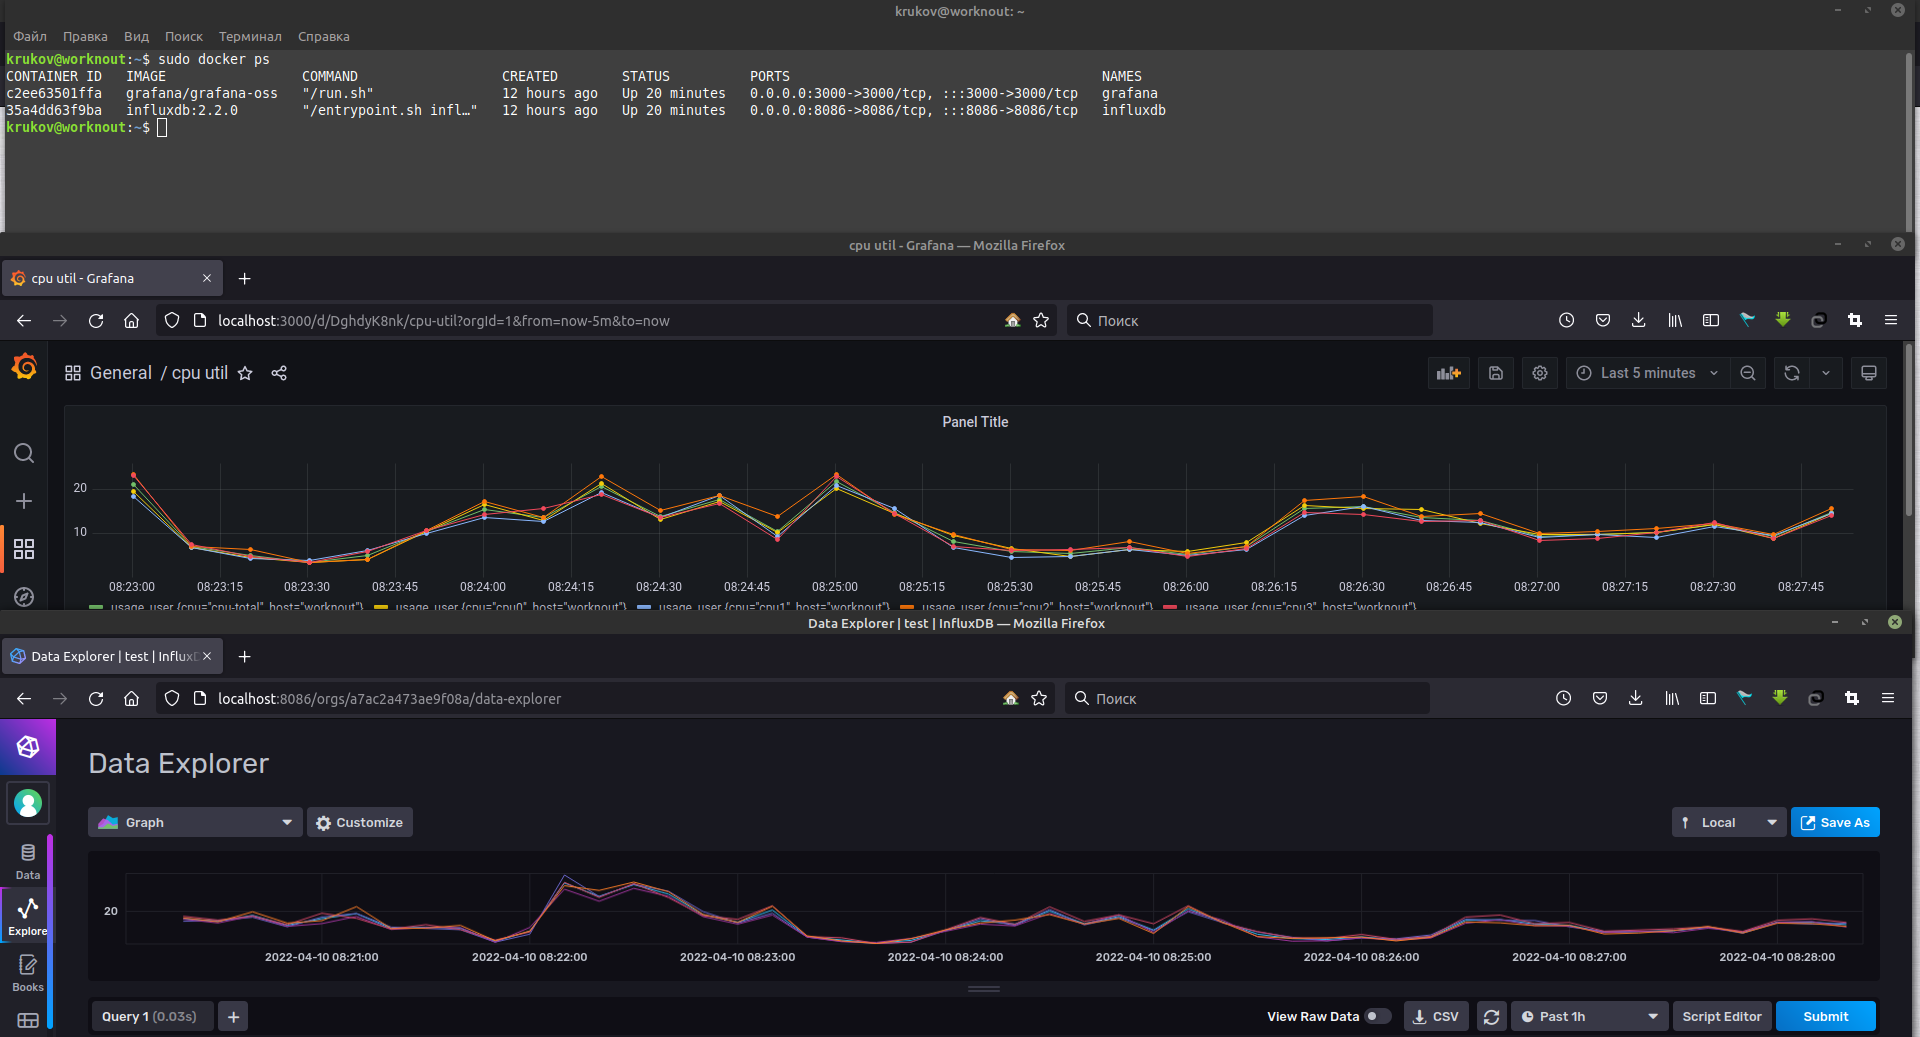 krukov@worknout: ~
Файл Правка Вид Поиск Терминал Справка
krukov@worknout:~$ sudo docker ps
CONTAINER ID IMAGE COMMAND CREATED STATUS PORTS NAMES
c2ee63501ffa grafana/grafana-oss "/run.sh" 12 hours ago Up 20 minutes 0.0.0.0:3000->3000/tcp, :::3000->3000/tcp grafana
35a4dd63f9ba influxdb:2.2.0 "/entrypoint.sh infl…" 12 hours ago Up 20 minutes 0.0.0.0:8086->8086/tcp, :::8086->8086/tcp influxdb
krukov@worknout:~$
cpu util - Grafana — Mozilla Firefox
cpu util - Grafana
localhost:3000/d/DghdyK8nk/cpu-util?orgId=1&from=now-5m&to=now Поиск
General / cpu util Last 5 minutes
Panel Title
20
10
08:23:00 08:23:15 08:23:30 08:23:45 08:24:00 08:24:15 08:24:30 08:24:45 08:25:00 08:25:15 08:25:30 08:25:45 08:26:00 08:26:15 08:26:30 08:26:45 08:27:00 08:27:15 08:27:30 08:27:45
usage_user {cpu="cpu-total", host="worknout"} usage_user {cpu="cpu0", host="worknout"} usage_user {cpu="cpu1", host="worknout"} usage_user {cpu="cpu2", host="worknout"} usage_user {cpu="cpu3", host="worknout"}
Data Explorer | test | InfluxDB — Mozilla Firefox
Data Explorer | test | InfluxD
localhost:8086/orgs/a7ac2a473ae9f08a/data-explorer Поиск
Data Explorer
Graph Customize Local Save As
Data
Explore
Books
20
2022-04-10 08:21:00 2022-04-10 08:22:00 2022-04-10 08:23:00 2022-04-10 08:24:00 2022-04-10 08:25:00 2022-04-10 08:26:00 2022-04-10 08:27:00 2022-04-10 08:28:00
Query 1 (0.03s) + View Raw Data CSV Past 1h Script Editor Submit